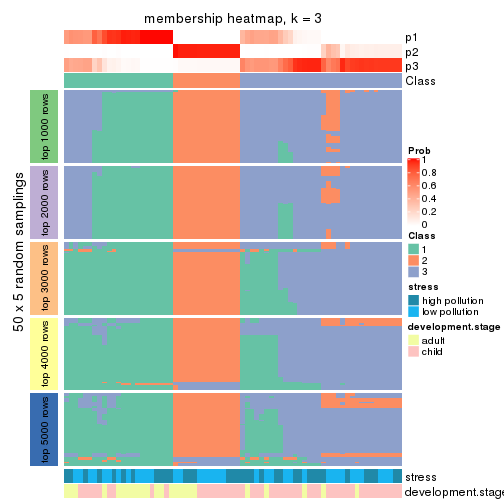 membership heatmap, k = 3
p1
p2
p3
Class
50 x 5 random samplings
top 1000 rows
top 2000 rows
top 3000 rows
top 4000 rows
top 5000 rows
Prob
1
0.8
0.6
0.4
0.2
0
Class
1
2
3
stress
high pollution
low pollution
development.stage
adult
child
stress
development.stage